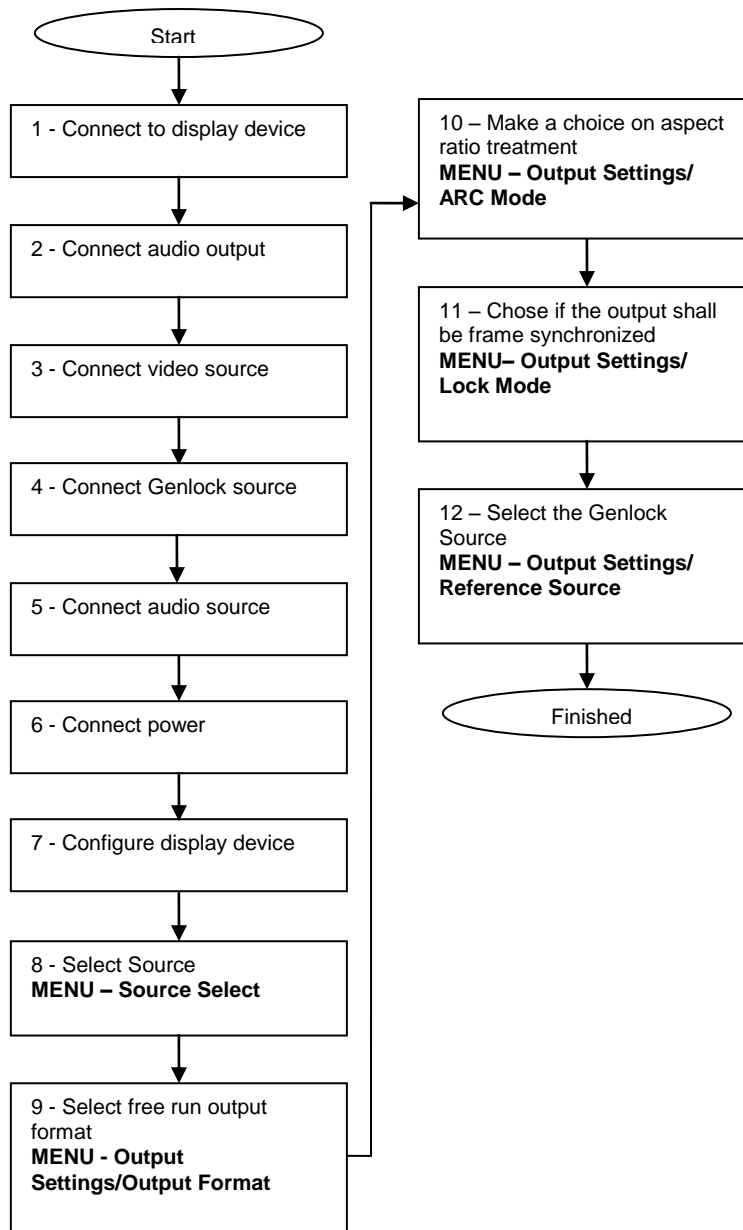 Start
1 - Connect to display device
2 - Connect audio output
3 - Connect video source
4 - Connect Genlock source
5 - Connect audio source
6 - Connect power
7 - Configure display device
8 - Select Source
MENU – Source Select
9 - Select free run output
format
MENU - Output
Settings/Output Format
10 – Make a choice on aspect
ratio treatment
MENU – Output Settings/
ARC Mode
11 – Chose if the output shall
be frame synchronized
MENU– Output Settings/
Lock Mode
12 – Select the Genlock
Source
MENU – Output Settings/
Reference Source
Finished